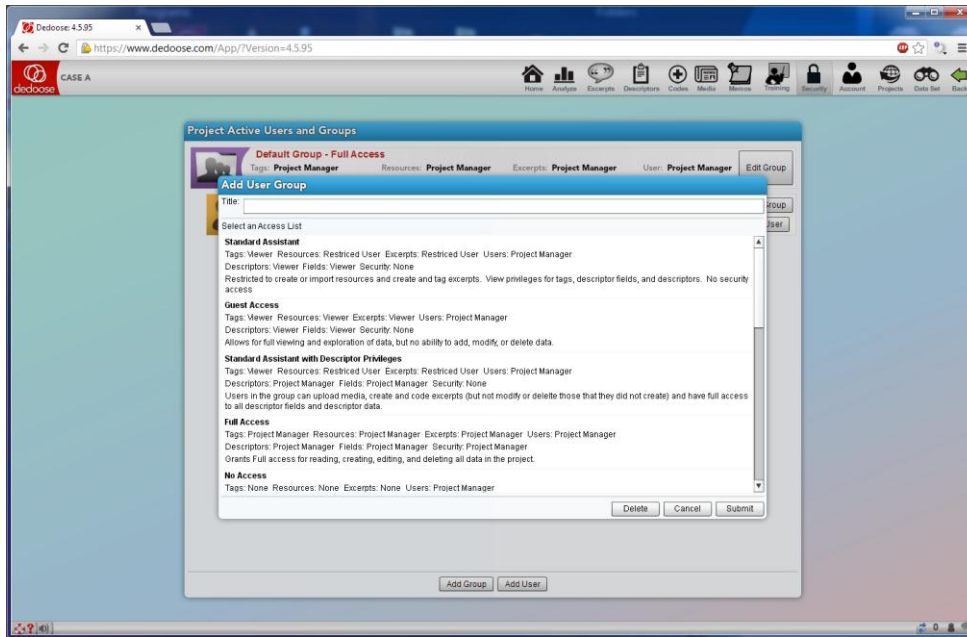 Dedoose: 4.5.95
https://www.dedoose.com/App/?Version=4.5.95
dedoose
CASE A
Home Analyze Excerpts Descriptors Codes Media Memos Training Security Account Projects Data Set Back
Project Active Users and Groups
Default Group - Full Access
Tags: Project Manager Resources: Project Manager Excerpts: Project Manager User: Project Manager Edit Group
Add User Group
Title:
Group
User
Select an Access List
Standard Assistant
Tags: Viewer Resources: Restriced User Excerpts: Restriced User Users: Project Manager
Descriptors: Viewer Fields: Viewer Security: None
Restricted to create or import resources and create and tag excerpts. View privileges for tags, descriptor fields, and descriptors. No security
access
Guest Access
Tags: Viewer Resources: Viewer Excerpts: Viewer Users: Project Manager
Descriptors: Viewer Fields: Viewer Security: None
Allows for full viewing and exploration of data, but no ability to add, modify, or delete data.
Standard Assistant with Descriptor Privileges
Tags: Viewer Resources: Restriced User Excerpts: Restriced User Users: Project Manager
Descriptors: Project Manager Fields: Project Manager Security: None
Users in the group can upload media, create and code excerpts (but not modify or deleite those that they did not create) and have full access
to all descriptor fields and descriptor data.
Full Access
Tags: Project Manager Resources: Project Manager Excerpts: Project Manager Users: Project Manager
Descriptors: Project Manager Fields: Project Manager Security: Project Manager
Grants Full access for reading, creating, editing, and deleting all data in the project.
No Access
Tags: None Resources: None Excerpts: None Users: Project Manager
Delete Cancel Submit
Add Group Add User
0